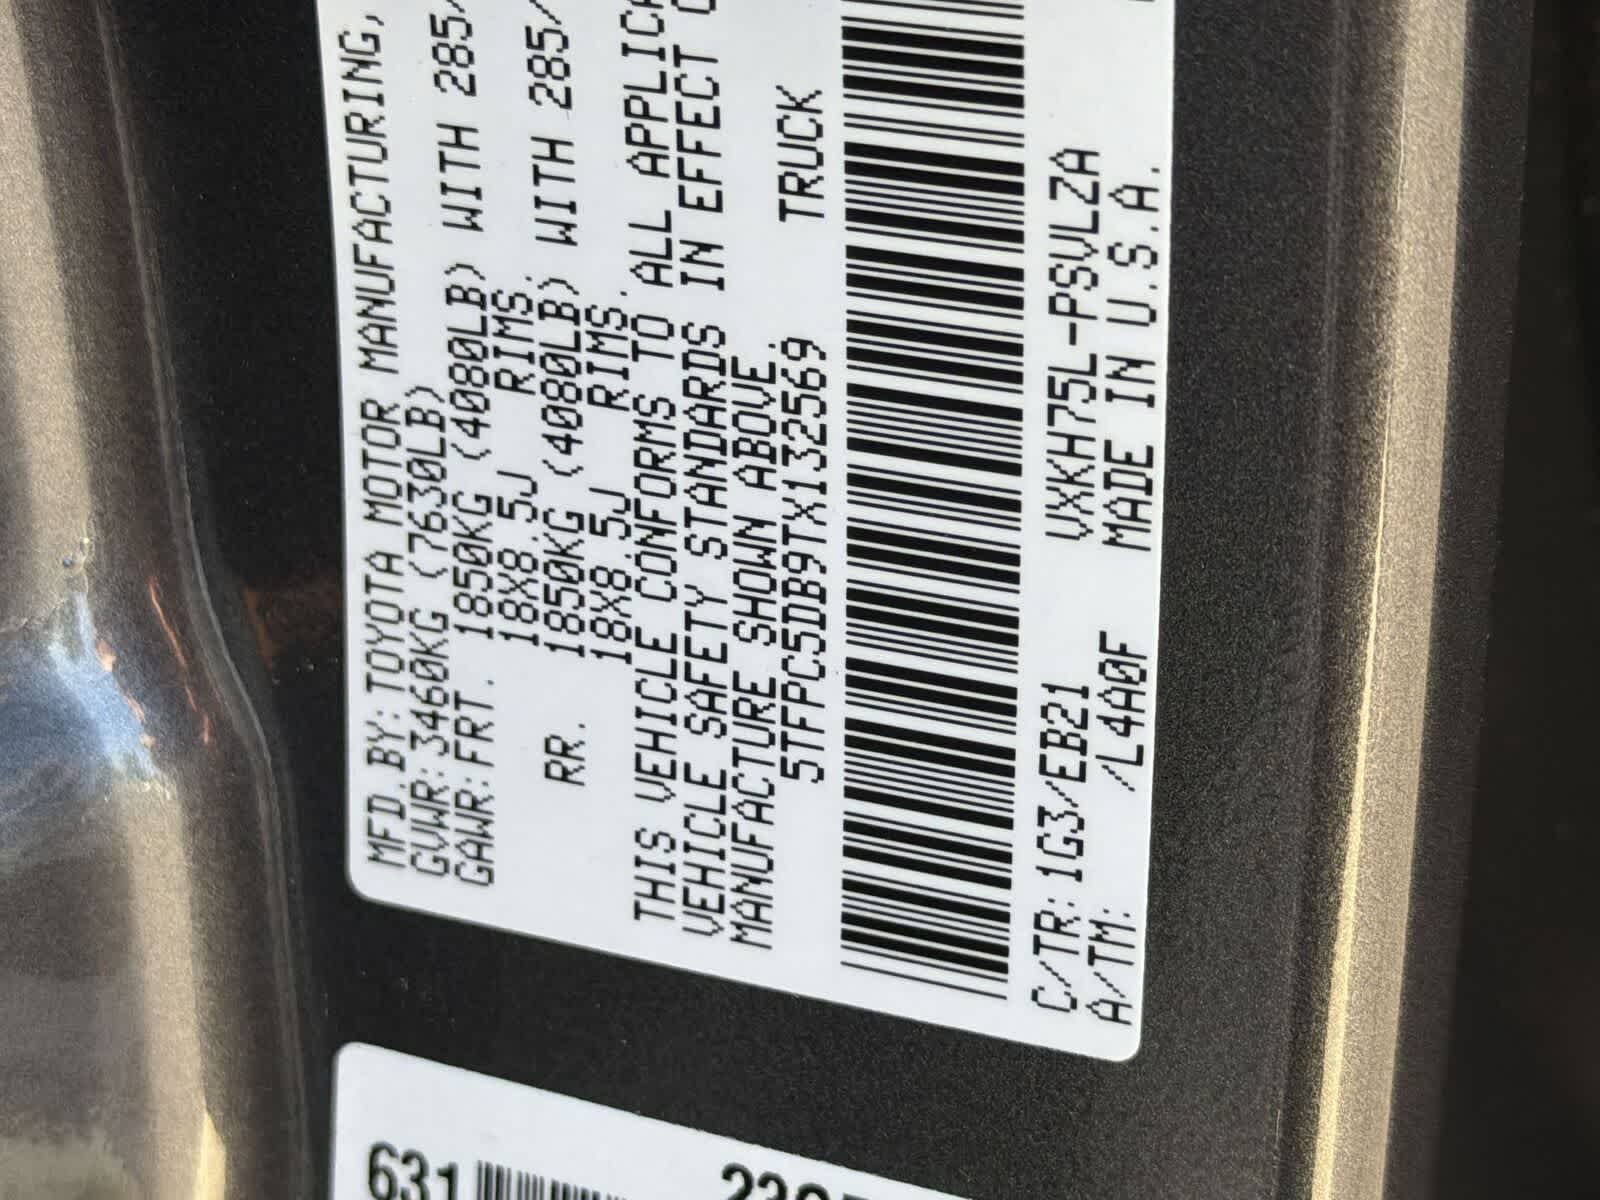 MFD.BY: TOYOTA MOTOR MANUFACTURING,
GVWR: 3460KG (7630LB)
GAWR: FRT. 1850KG (4080LB) WITH 285/
18X8.5J RIMS.
RR. 1850KG (4080LB) WITH 285/
18X8.5J RIMS.
THIS VEHICLE CONFORMS TO ALL
VEHICLE SAFETY STANDARDS IN EFFECT
MANUFACTURE SHOWN ABOVE.
5TFPC5DB9TX132569 TRUCK
C/TR: 1G3/EB21 VXKH75L-PSVLZA
A/TM: /L4A0F MADE IN U.S.A.
631